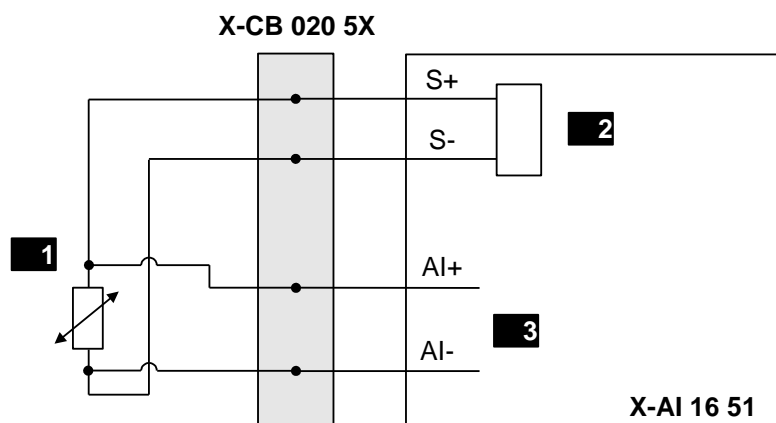 X-CB 020 5X
S+
2
S-
1
AI+
3
AI-
X-AI 16 51